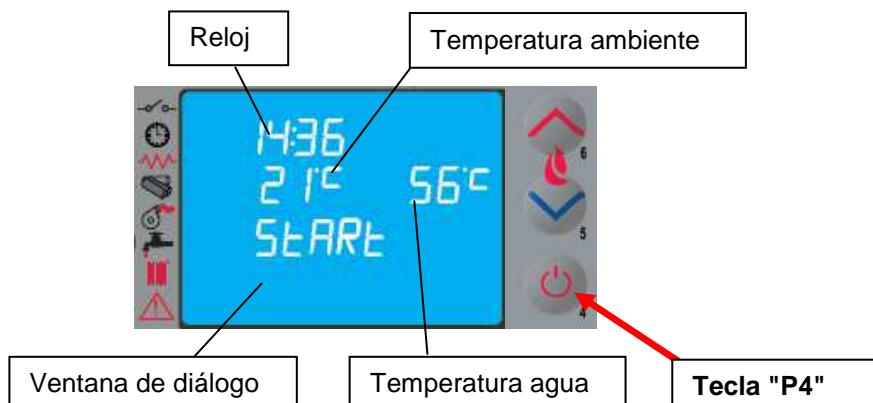 Reloj
Temperatura ambiente
14:36
21°C 56°C
StARt
6
5
4
Ventana de diálogo
Temperatura agua
Tecla "P4"